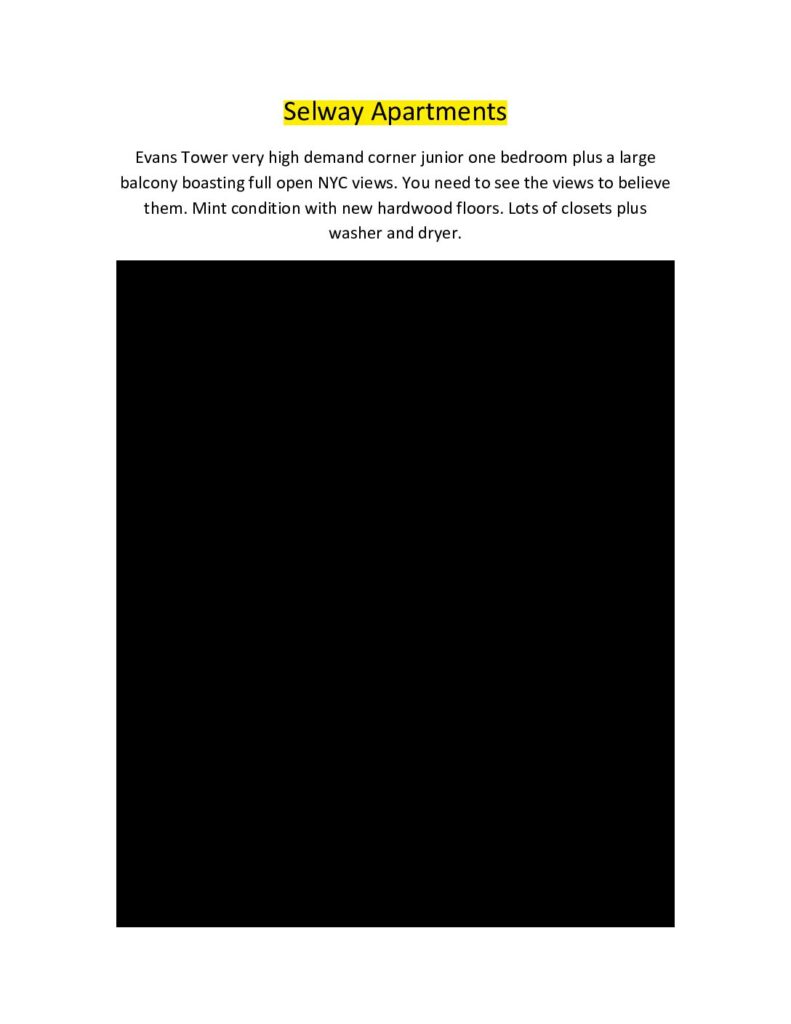 Selway Apartments
Evans Tower very high demand corner junior one bedroom plus a large
balcony boasting full open NYC views. You need to see the views to believe
them. Mint condition with new hardwood floors. Lots of closets plus
washer and dryer.